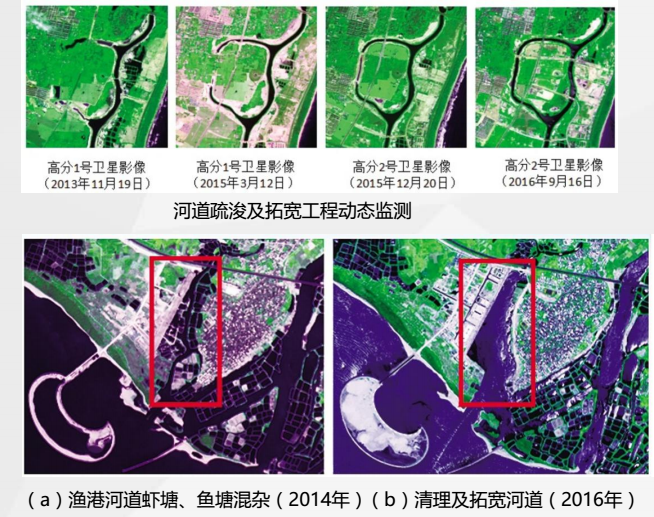 高分1号卫星影像 高分1号卫星影像 高分2号卫星影像 高分2号卫星影像
（2013年11月19日） （2015年3月12日） （2015年12月20日） （2016年9月16日）
河道疏浚及拓宽工程动态监测
（a）渔港河道虾塘、鱼塘混杂（2014年）（b）清理及拓宽河道（2016年）